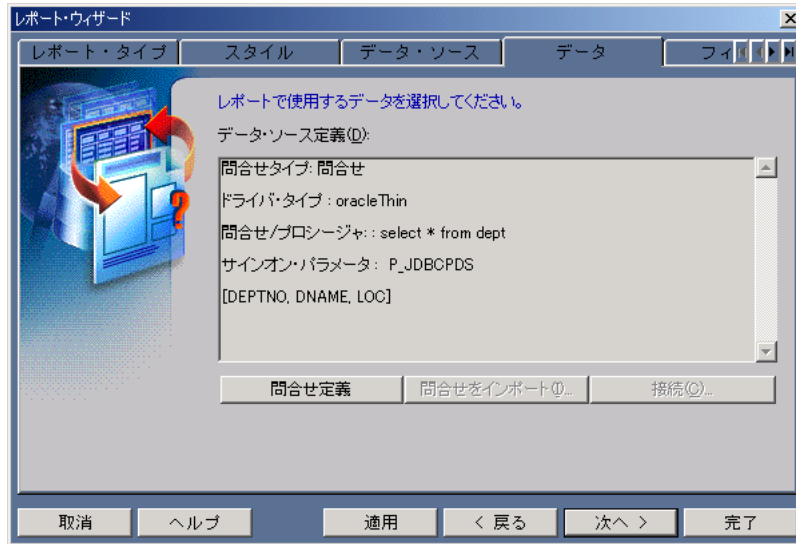 レポート・ウィザード
レポート・タイプ スタイル データ・ソース データ フィ
レポートで使用するデータを選択してください。
データ・ソース定義(D):
問合せタイプ: 問合せ
ドライバ・タイプ : oracleThin
問合せ/プロシージャ: : select * from dept
サインオン・パラメータ : P_JDBCPDS
[DEPTNO, DNAME, LOC]
問合せ定義 問合せをインポート(I)... 接続(C)...
取消 ヘルプ 適用 < 戻る 次へ > 完了